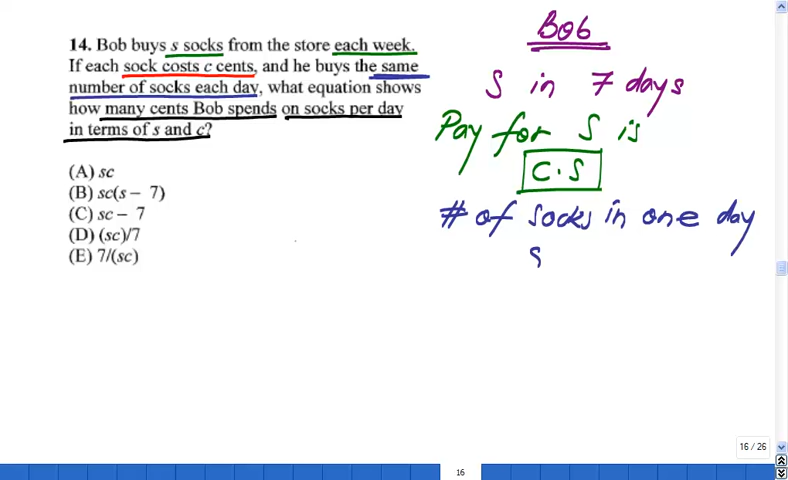 14. Bob buys s socks from the store each week.
If each sock costs c cents, and he buys the same
number of socks each day, what equation shows
how many cents Bob spends on socks per day
in terms of s and c?
(A) sc
(B) sc(s – 7)
(C) sc – 7
(D) (sc)/7
(E) 7/(sc)
Bob
S in 7 days
Pay for S is
C · S
# of socks in one day
S
16 / 26
16